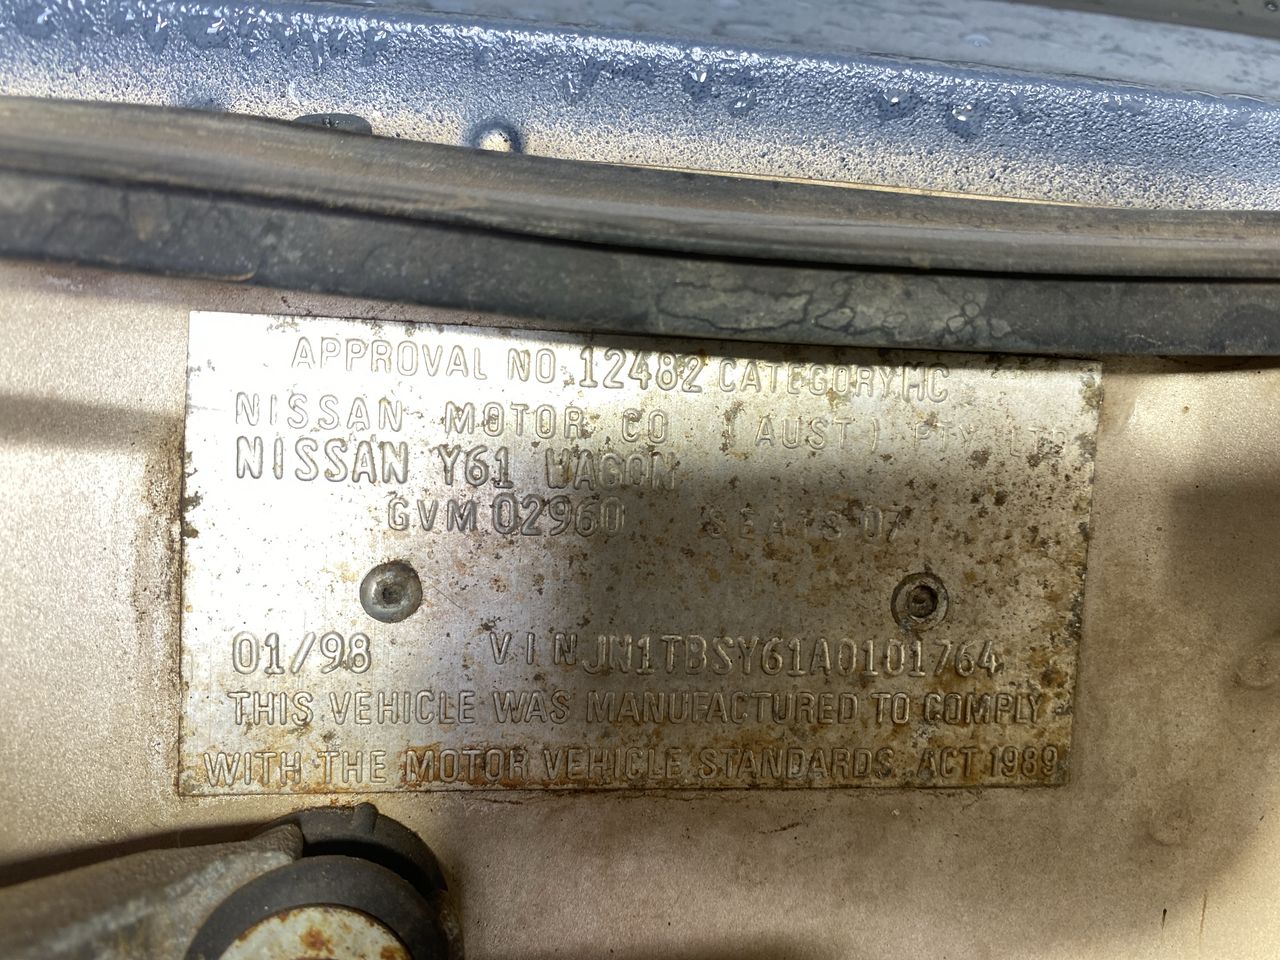 APPROVAL NO. 12482 CATEGORY MC
NISSAN MOTOR CO (AUST) PTY LTD
NISSAN Y61 WAGON
GVM 02960 SEATS 07
01/98 VIN JN1TBSY61A0101764
THIS VEHICLE WAS MANUFACTURED TO COMPLY
WITH THE MOTOR VEHICLE STANDARDS ACT 1989